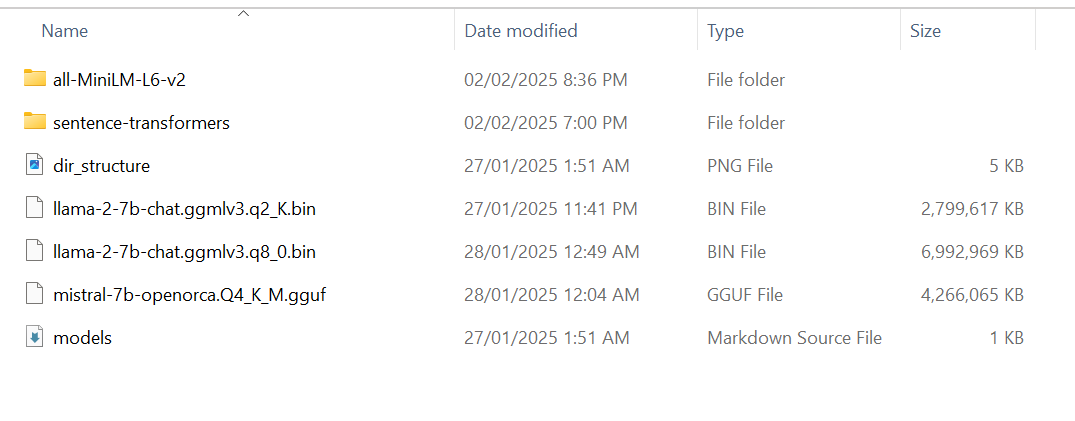 Name Date modified Type Size
all-MiniLM-L6-v2 02/02/2025 8:36 PM File folder
sentence-transformers 02/02/2025 7:00 PM File folder
dir_structure 27/01/2025 1:51 AM PNG File 5 KB
llama-2-7b-chat.ggmlv3.q2_K.bin 27/01/2025 11:41 PM BIN File 2,799,617 KB
llama-2-7b-chat.ggmlv3.q8_0.bin 28/01/2025 12:49 AM BIN File 6,992,969 KB
mistral-7b-openorca.Q4_K_M.gguf 28/01/2025 12:04 AM GGUF File 4,266,065 KB
models 27/01/2025 1:51 AM Markdown Source File 1 KB